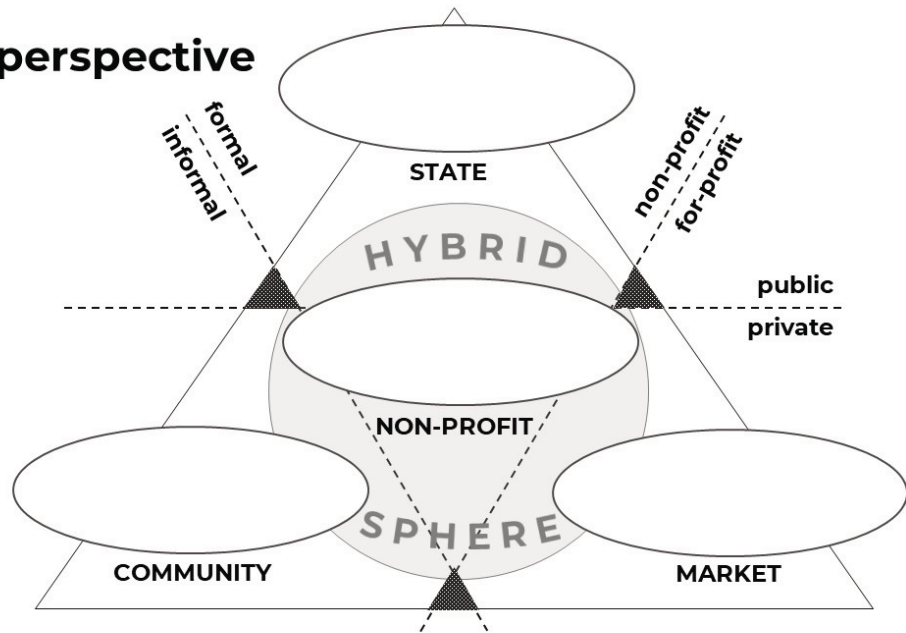 perspective
formal
informal
non-profit
for-profit
STATE
HYBRID
public
private
NON-PROFIT
SPHERE
COMMUNITY
MARKET